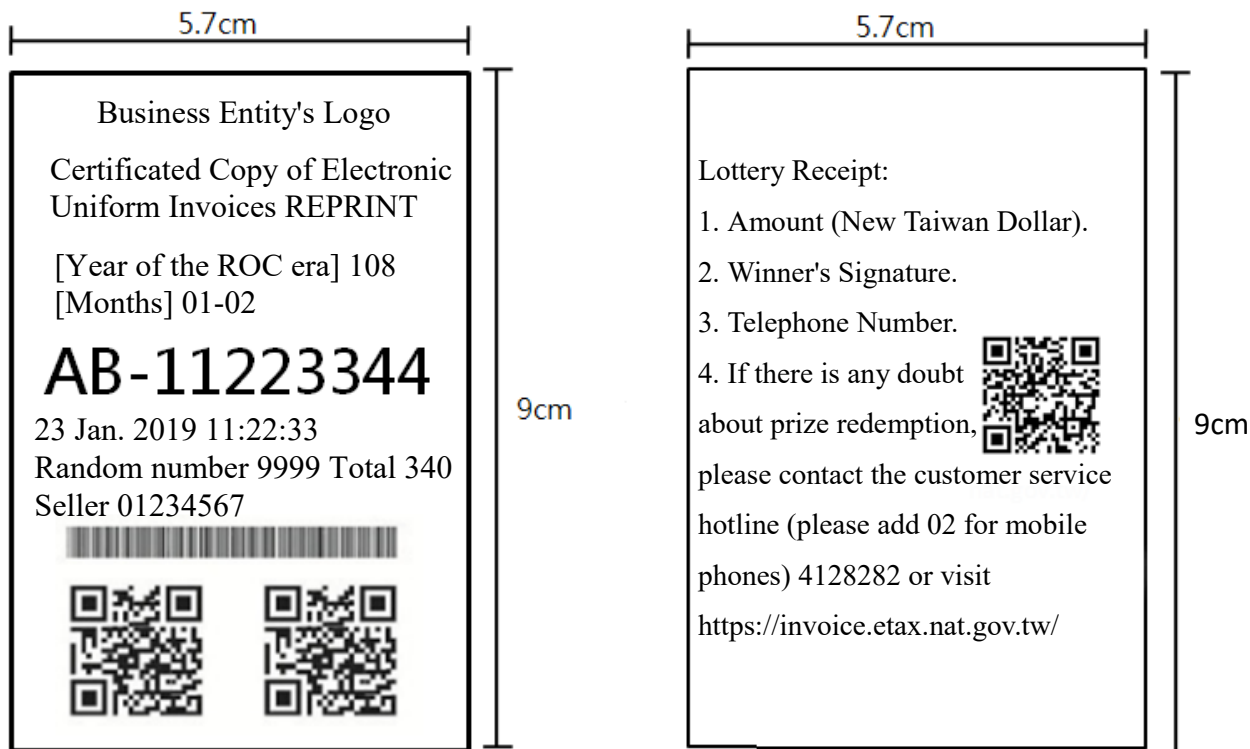 5.7cm
Business Entity's Logo
Certificated Copy of Electronic
Uniform Invoices REPRINT
[Year of the ROC era] 108
[Months] 01-02
AB-11223344
23 Jan. 2019 11:22:33
Random number 9999 Total 340
Seller 01234567
9cm
5.7cm
Lottery Receipt:
1. Amount (New Taiwan Dollar).
2. Winner's Signature.
3. Telephone Number.
4. If there is any doubt
about prize redemption,
please contact the customer service
hotline (please add 02 for mobile
phones) 4128282 or visit
https://invoice.etax.nat.gov.tw/
9cm